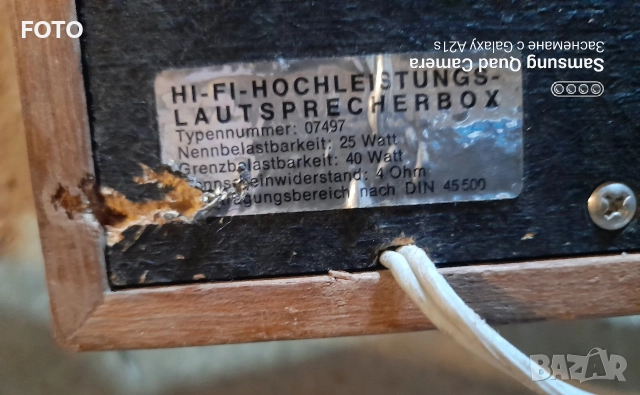 FOTO
Заснемане с Galaxy A21s
Samsung Quad Camera
HI-FI-HOCHLEISTUNGS-
LAUTSPRECHERBOX
Typennummer: 07497
Nennbelastbarkeit: 25 Watt
Grenzbelastbarkeit: 40 Watt
4 Ohm
nach DIN 45500
BAZAR